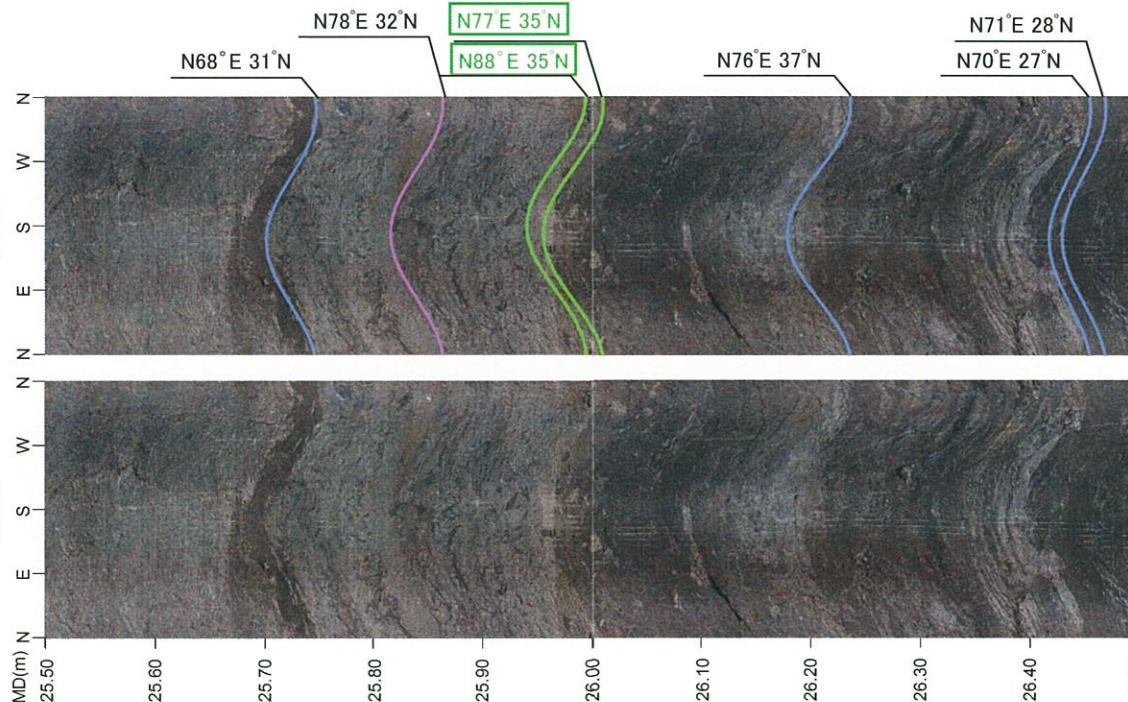 N78°E 32°N
N77°E 35°N
N71°E 28°N
N68°E 31°N
N88°E 35°N
N76°E 37°N
N70°E 27°N
N
W
S
E
N
N
W
S
E
N
MD(m)
25.50
25.60
25.70
25.80
25.90
26.00
26.10
26.20
26.30
26.40